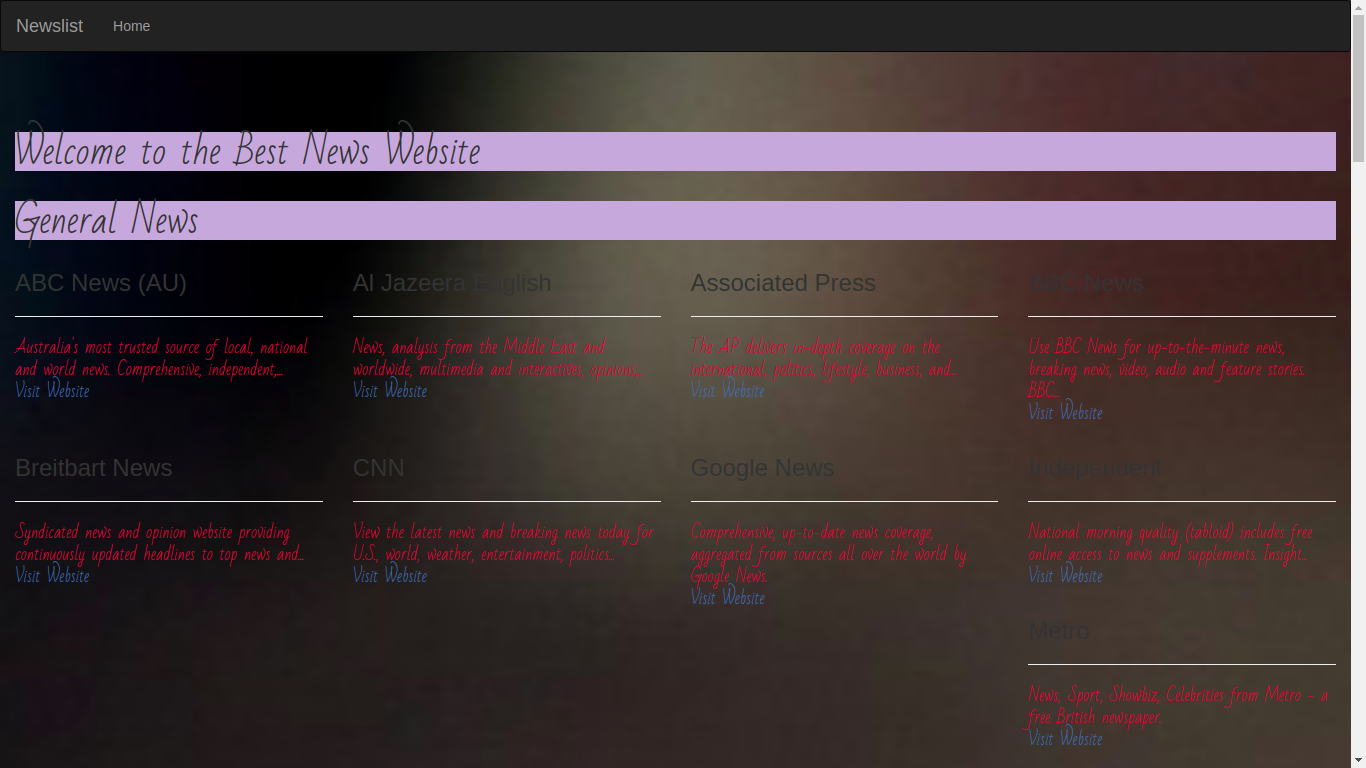 Newslist
Home
Welcome to the Best News Website
General News
ABC News (AU)
Australia's most trusted source of local, national
and world news. Comprehensive, independent,...
Visit Website
Al Jazeera English
News, analysis from the Middle East and
worldwide, multimedia and interactives, opinions,...
Visit Website
Associated Press
The AP delivers in-depth coverage on the
international, politics, lifestyle, business, and...
Visit Website
BBC News
Use BBC News for up-to-the-minute news,
breaking news, video, audio and feature stories.
BBC...
Visit Website
Breitbart News
Syndicated news and opinion website providing
continuously updated headlines to top news and...
Visit Website
CNN
View the latest news and breaking news today for
U.S., world, weather, entertainment, politics...
Visit Website
Google News
Comprehensive, up-to-date news coverage,
aggregated from sources all over the world by
Google News.
Visit Website
Independent
National morning quality (tabloid) includes free
online access to news and supplements. Insight...
Visit Website
Metro
News, Sport, Showbiz, Celebrities from Metro - a
free British newspaper.
Visit Website